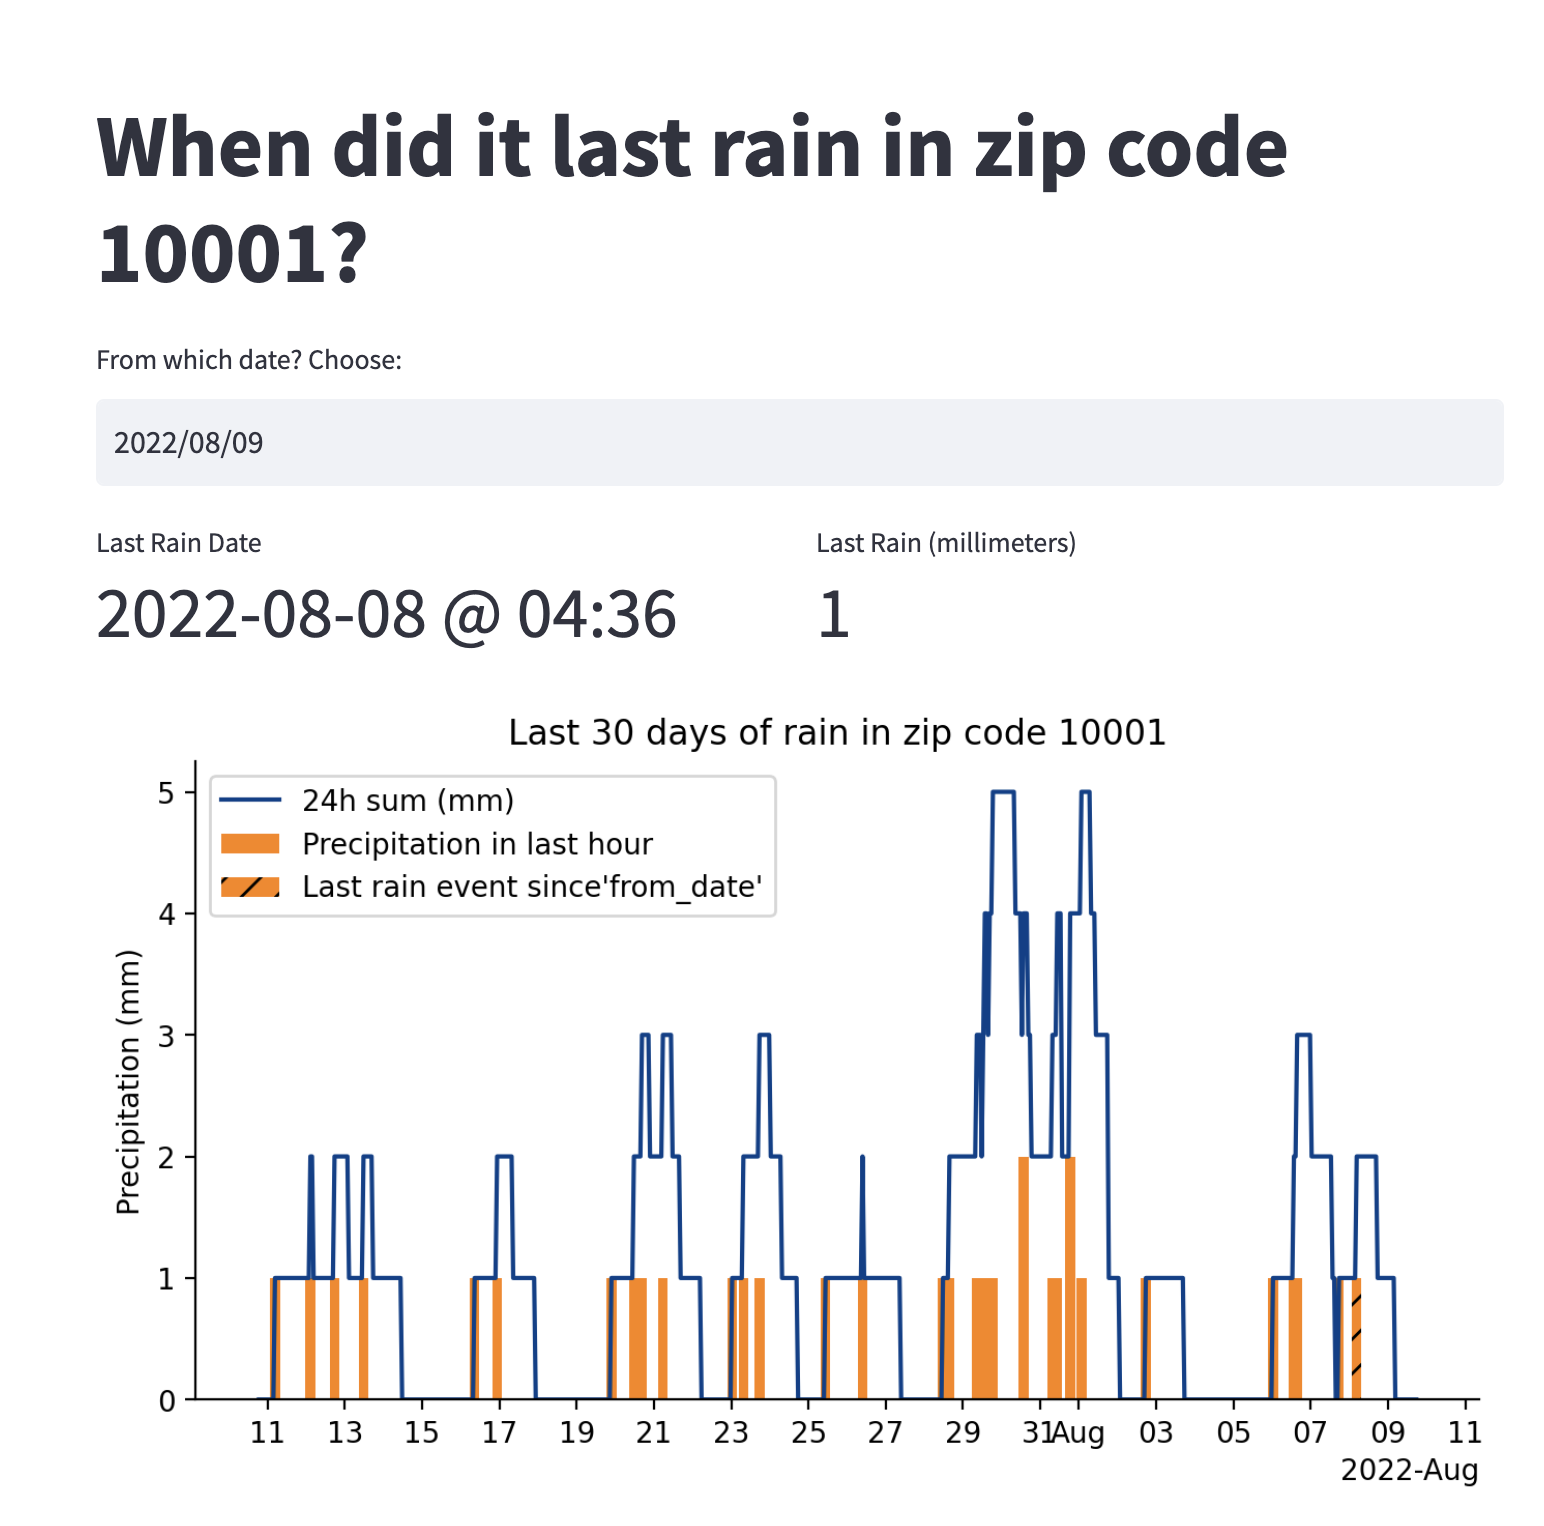 When did it last rain in zip code
10001?
From which date? Choose:
2022/08/09
Last Rain Date
Last Rain (millimeters)
2022-08-08 @ 04:36
1
Last 30 days of rain in zip code 10001
24h sum (mm)
Precipitation in last hour
Last rain event since'from_date'
Precipitation (mm)
5
4
3
2
1
0
11 13 15 17 19 21 23 25 27 29 31 Aug 03 05 07 09 11
2022-Aug